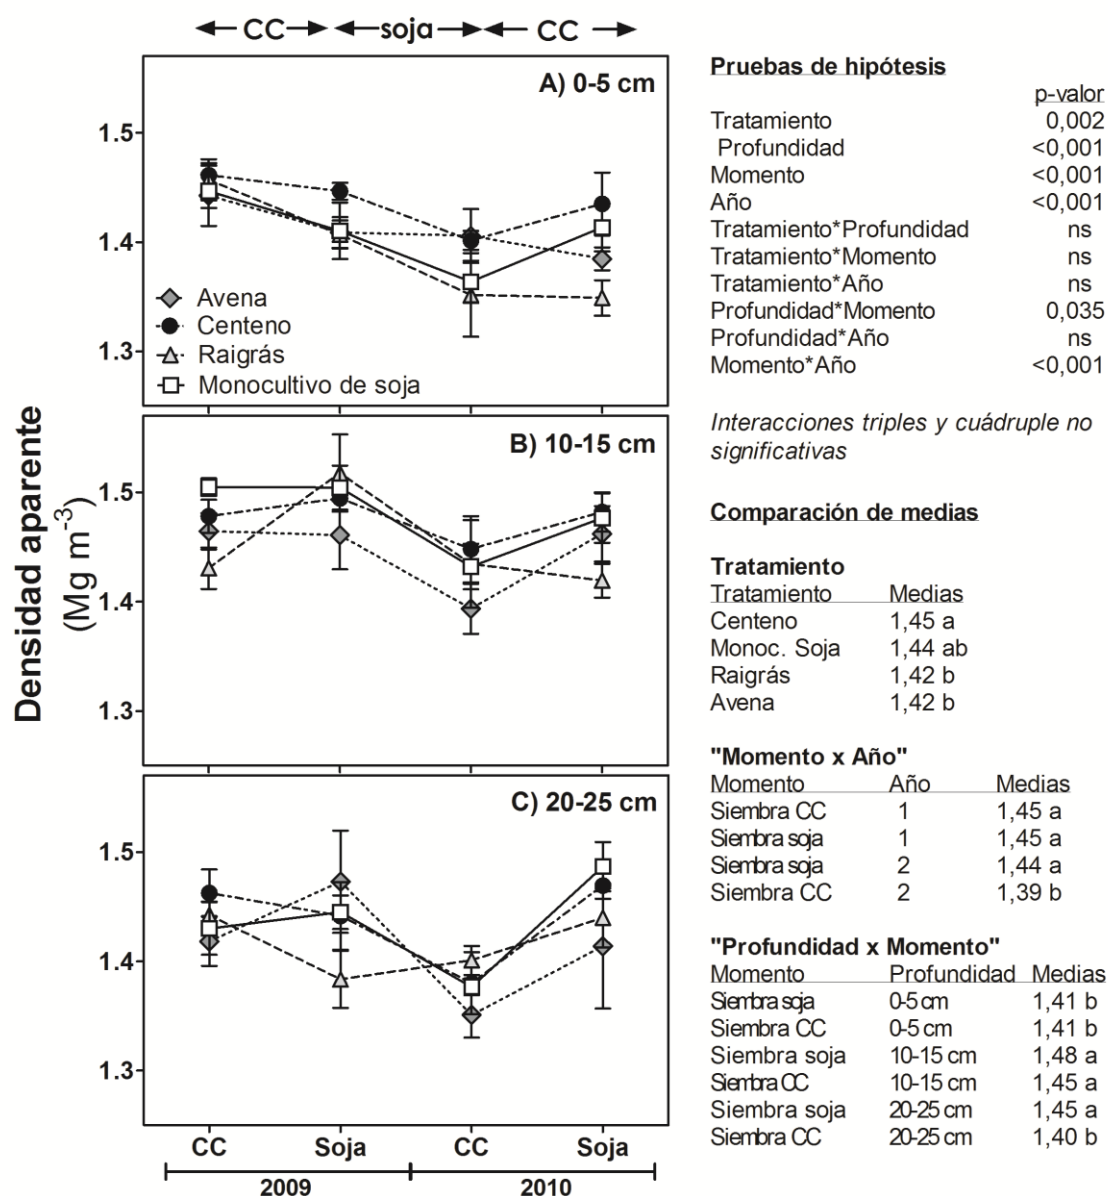 CC soja CC
A) 0-5 cm
1.5
1.4
1.3
Avena
Centeno
Raigrás
Monocultivo de soja
B) 10-15 cm
1.5
1.4
1.3
C) 20-25 cm
1.5
1.4
1.3
Densidad aparente
(Mg m⁻³)
CC Soja CC Soja
2009 2010
Pruebas de hipótesis
p-valor
Tratamiento 0,002
Profundidad <0,001
Momento <0,001
Año <0,001
Tratamiento*Profundidad ns
Tratamiento*Momento ns
Tratamiento*Año ns
Profundidad*Momento 0,035
Profundidad*Año ns
Momento*Año <0,001
Interacciones triples y cuádruple no
significativas
Comparación de medias
Tratamiento
Tratamiento Medias
Centeno 1,45 a
Monoc. Soja 1,44 ab
Raigrás 1,42 b
Avena 1,42 b
"Momento x Año"
Momento Año Medias
Siembra CC 1 1,45 a
Siembra soja 1 1,45 a
Siembra soja 2 1,44 a
Siembra CC 2 1,39 b
"Profundidad x Momento"
Momento Profundidad Medias
Siembra soja 0-5 cm 1,41 b
Siembra CC 0-5 cm 1,41 b
Siembra soja 10-15 cm 1,48 a
Siembra CC 10-15 cm 1,45 a
Siembra soja 20-25 cm 1,45 a
Siembra CC 20-25 cm 1,40 b